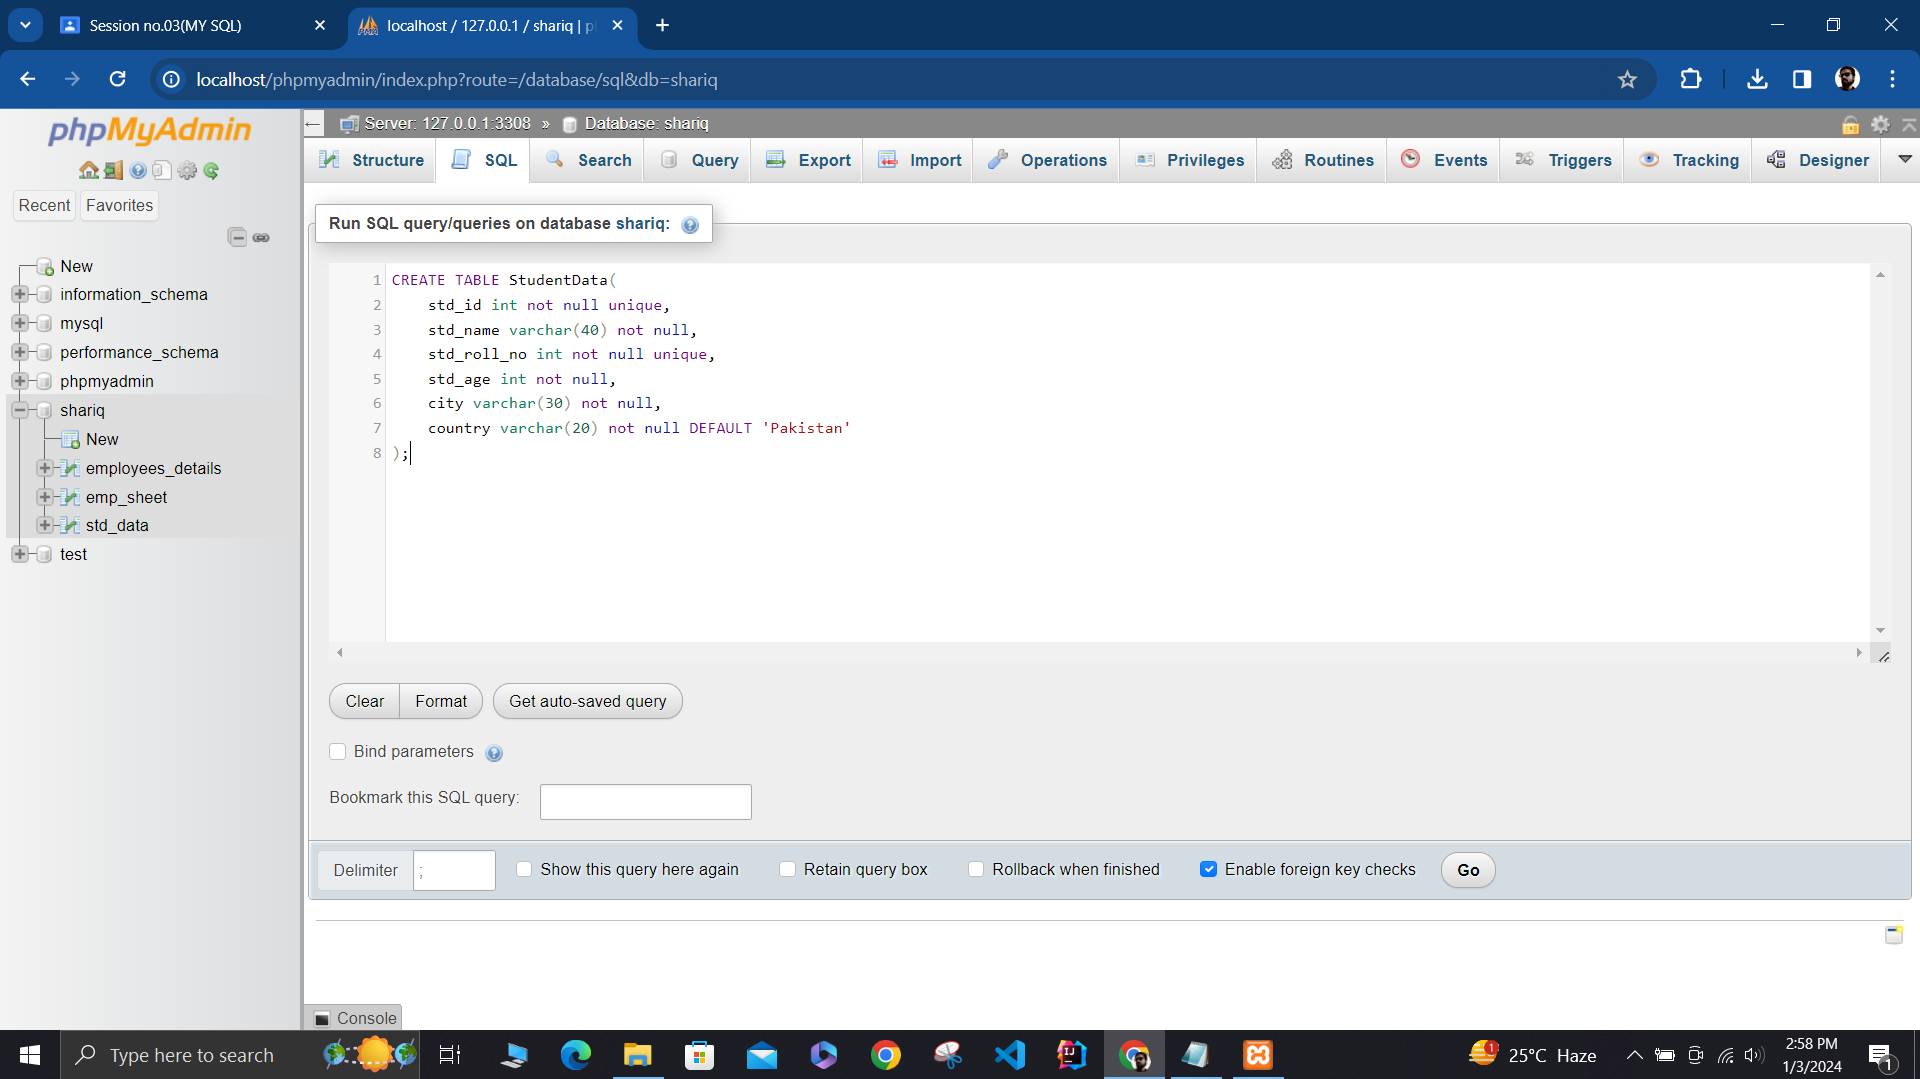 Session no.03(MY SQL)
localhost / 127.0.0.1 / shariq | p
localhost/phpmyadmin/index.php?route=/database/sql&db=shariq
phpMyAdmin
Recent
Favorites
New
information_schema
mysql
performance_schema
phpmyadmin
shariq
New
employees_details
emp_sheet
std_data
test
Server: 127.0.0.1:3308 » Database: shariq
Structure SQL Search Query Export Import Operations Privileges Routines Events Triggers Tracking Designer
Run SQL query/queries on database shariq:
1 CREATE TABLE StudentData(
2 std_id int not null unique,
3 std_name varchar(40) not null,
4 std_roll_no int not null unique,
5 std_age int not null,
6 city varchar(30) not null,
7 country varchar(20) not null DEFAULT 'Pakistan'
8 );
Clear Format Get auto-saved query
Bind parameters
Bookmark this SQL query:
Delimiter ; Show this query here again Retain query box Rollback when finished Enable foreign key checks Go
Console
Type here to search
25°C Haze
2:58 PM
1/3/2024
1
1